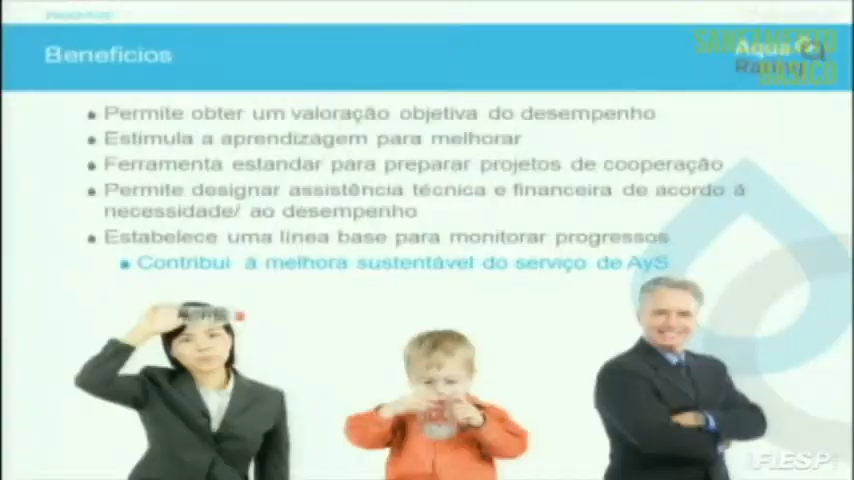 Benefícios
SANEAMENTO
BÁSICO
Aqua
Rating
Permite obter um valoração objetiva do desempenho
Estimula a aprendizagem para melhorar
Ferramenta estandar para preparar projetos de cooperação
Permite designar assistência técnica e financeira de acordo á
necessidade/ ao desempenho
Estabelece uma línea base para monitorar progressos
Contribui á melhora sustentável do serviço de AyS
FIESP